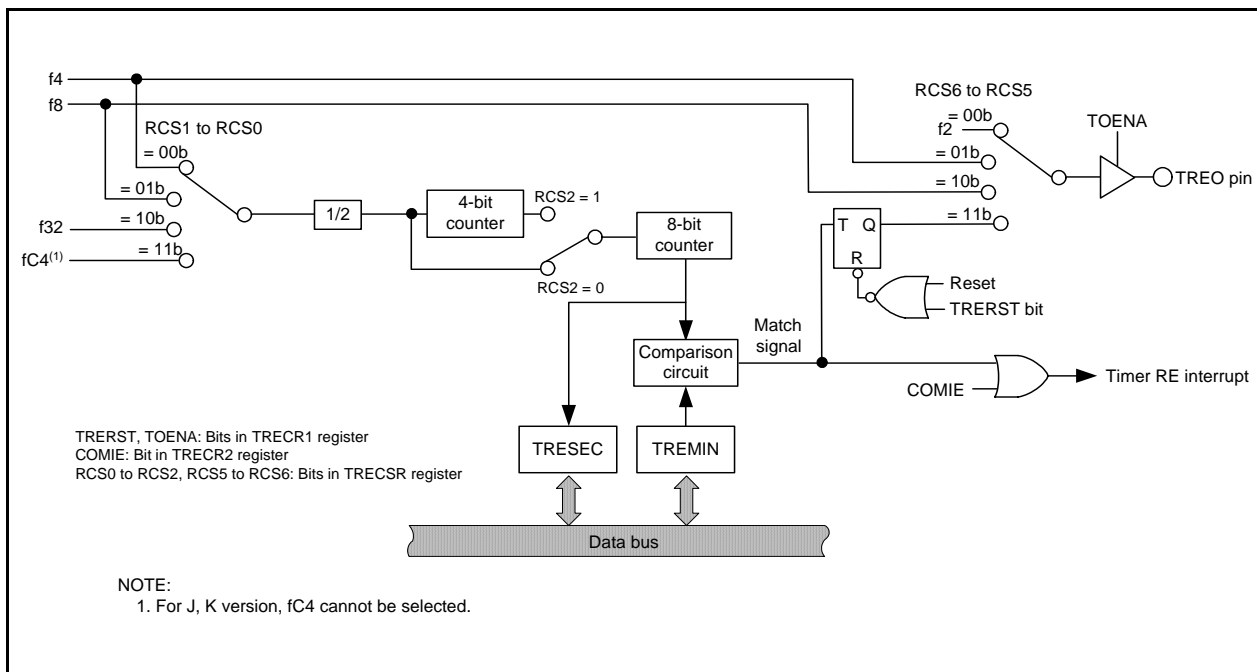 f4
f8
RCS1 to RCS0
= 00b
= 01b
f32
= 10b
fC4(1)
= 11b
1/2
4-bit
counter
RCS2 = 1
RCS2 = 0
8-bit
counter
RCS6 to RCS5
= 00b
f2
= 01b
= 10b
= 11b
TOENA
TREO pin
T Q
R
Reset
TRERST bit
Match
signal
Comparison
circuit
COMIE
Timer RE interrupt
TRESEC
TREMIN
TRERST, TOENA: Bits in TRECR1 register
COMIE: Bit in TRECR2 register
RCS0 to RCS2, RCS5 to RCS6: Bits in TRECSR register
Data bus
NOTE:
1. For J, K version, fC4 cannot be selected.